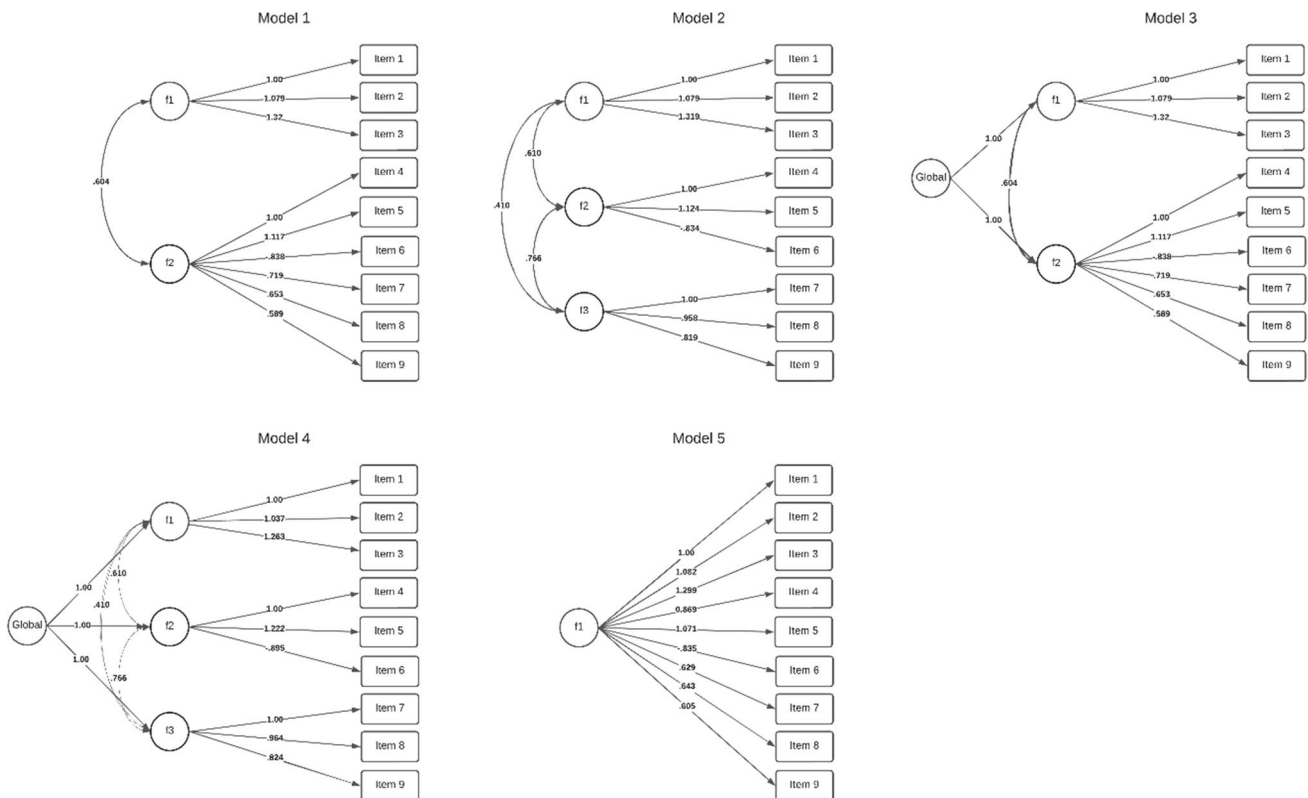 Model 1
Model 2
Model 3
Item 1
Item 2
Item 3
Item 4
Item 5
Item 6
Item 7
Item 8
Item 9
f1
f2
.604
1.00
1.079
1.32
1.00
1.117
-.838
.719
.653
.589
Item 1
Item 2
Item 3
Item 4
Item 5
Item 6
Item 7
Item 8
Item 9
f1
f2
f3
.610
.410
.766
1.00
1.079
1.319
1.00
1.124
-.834
1.00
.958
.819
Item 1
Item 2
Item 3
Item 4
Item 5
Item 6
Item 7
Item 8
Item 9
Global
f1
f2
1.00
1.00
.604
1.00
1.079
1.32
1.00
1.117
-.838
.719
.653
.589
Model 4
Model 5
Item 1
Item 2
Item 3
Item 4
Item 5
Item 6
Item 7
Item 8
Item 9
Global
f1
f2
f3
1.00
1.00
1.00
.610
.410
.766
1.00
1.037
1.263
1.00
1.222
-.895
1.00
.964
.824
Item 1
Item 2
Item 3
Item 4
Item 5
Item 6
Item 7
Item 8
Item 9
f1
1.00
1.082
1.299
0.869
1.071
-.835
.629
.643
.605